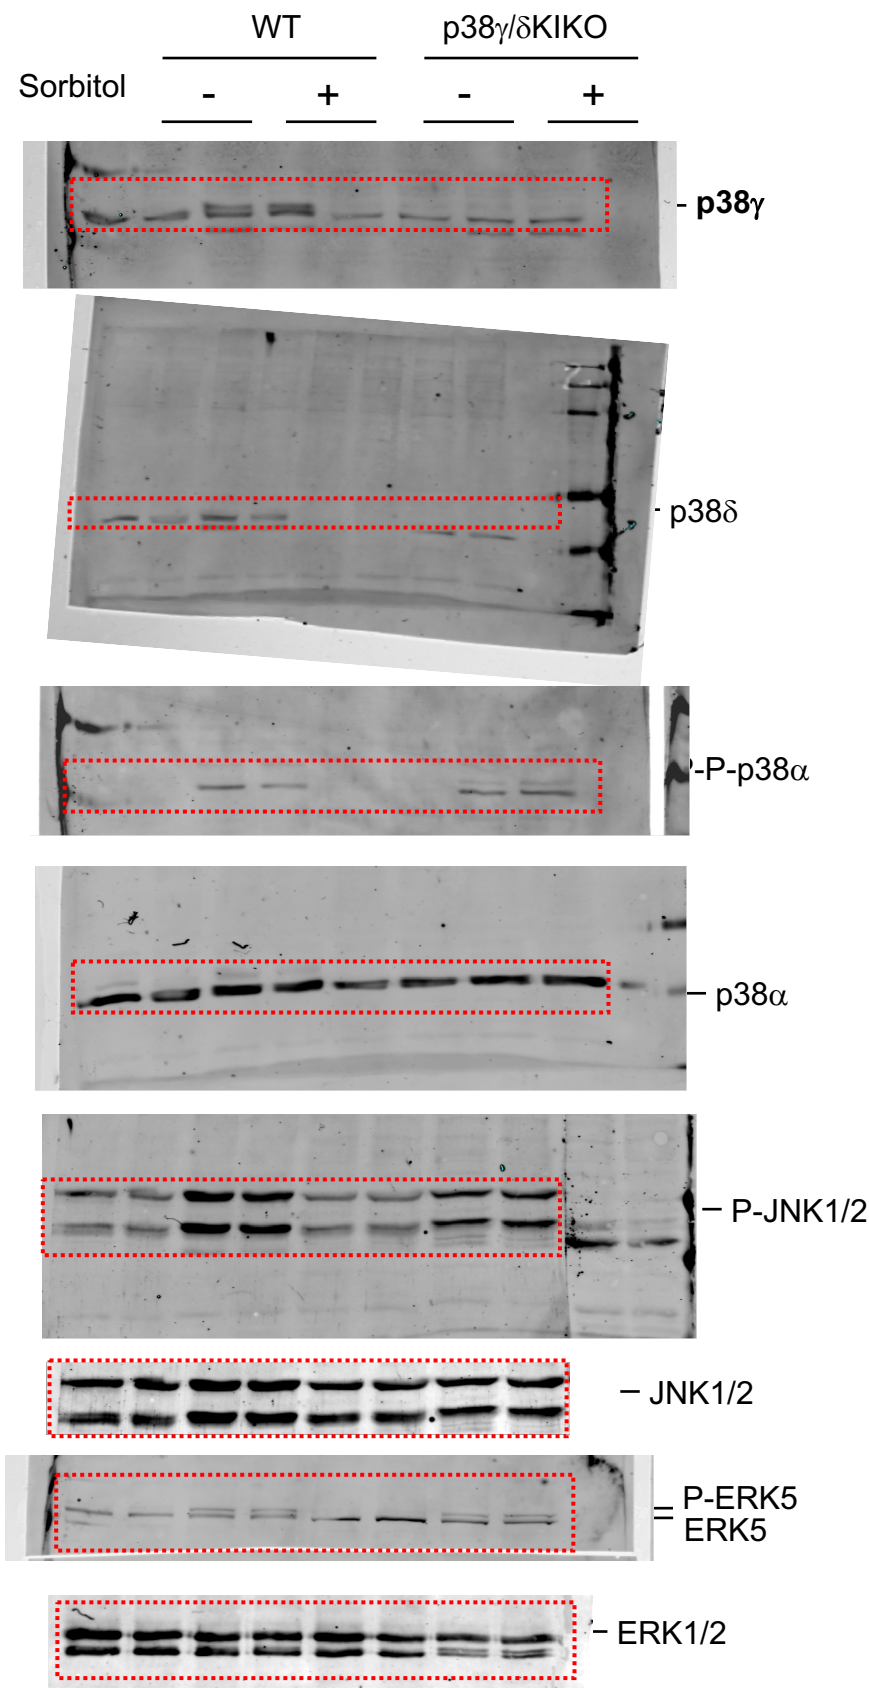 WT p38γ/δKIKO
Sorbitol - + - +
- p38γ
- p38δ
-P-p38α
– p38α
– P-JNK1/2
– JNK1/2
P-ERK5
ERK5
– ERK1/2